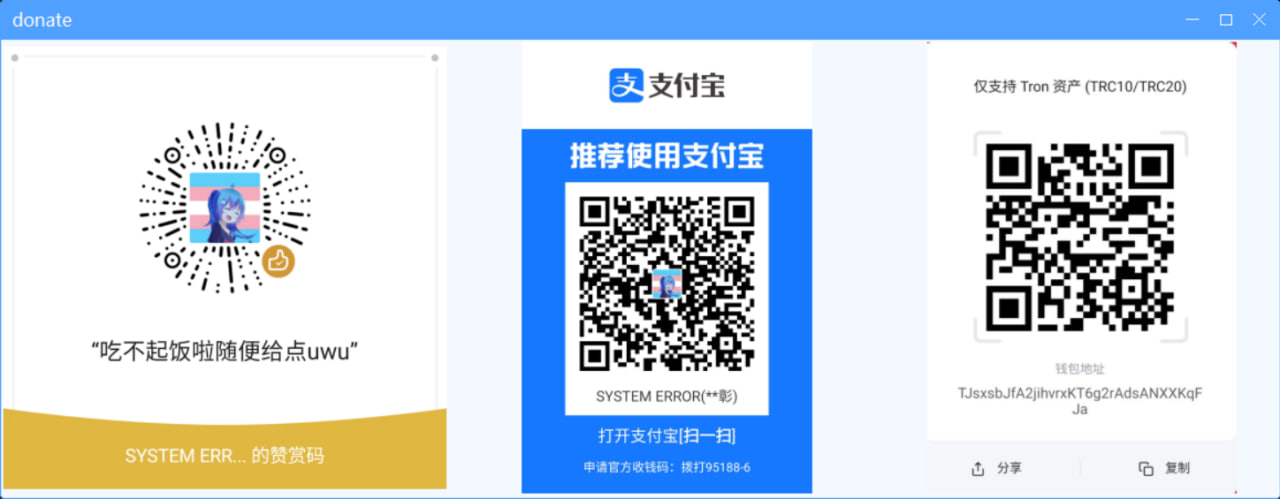 donate
“吃不起饭啦随便给点uwu”
SYSTEM ERR... 的赞赏码
支 支付宝
推荐使用支付宝
SYSTEM ERROR(**彰)
打开支付宝[扫一扫]
申请官方收钱码：拨打95188-6
仅支持 Tron 资产 (TRC10/TRC20)
钱包地址
TJsxsbJfA2jihvrxKT6g2rAdsANXXKqF
Ja
分享
复制